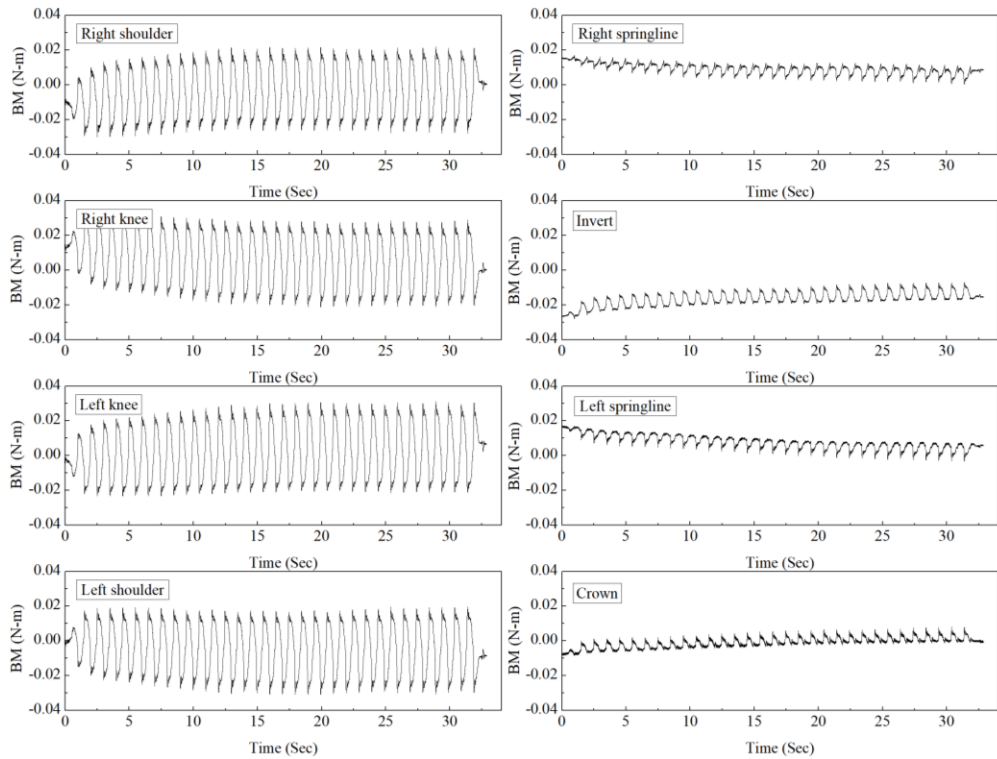 Right shoulder
BM (N-m)
0.04
0.02
0.00
-0.02
-0.04
0 5 10 15 20 25 30
Time (Sec)
Right springline
BM (N-m)
0.04
0.02
0.00
-0.02
-0.04
0 5 10 15 20 25 30
Time (Sec)
Right knee
BM (N-m)
0.04
0.02
0.00
-0.02
-0.04
0 5 10 15 20 25 30
Time (Sec)
Invert
BM (N-m)
0.04
0.02
0.00
-0.02
-0.04
0 5 10 15 20 25 30
Time (Sec)
Left knee
BM (N-m)
0.04
0.02
0.00
-0.02
-0.04
0 5 10 15 20 25 30
Time (Sec)
Left springline
BM (N-m)
0.04
0.02
0.00
-0.02
-0.04
0 5 10 15 20 25 30
Time (Sec)
Left shoulder
BM (N-m)
0.04
0.02
0.00
-0.02
-0.04
0 5 10 15 20 25 30
Time (Sec)
Crown
BM (N-m)
0.04
0.02
0.00
-0.02
-0.04
0 5 10 15 20 25 30
Time (Sec)